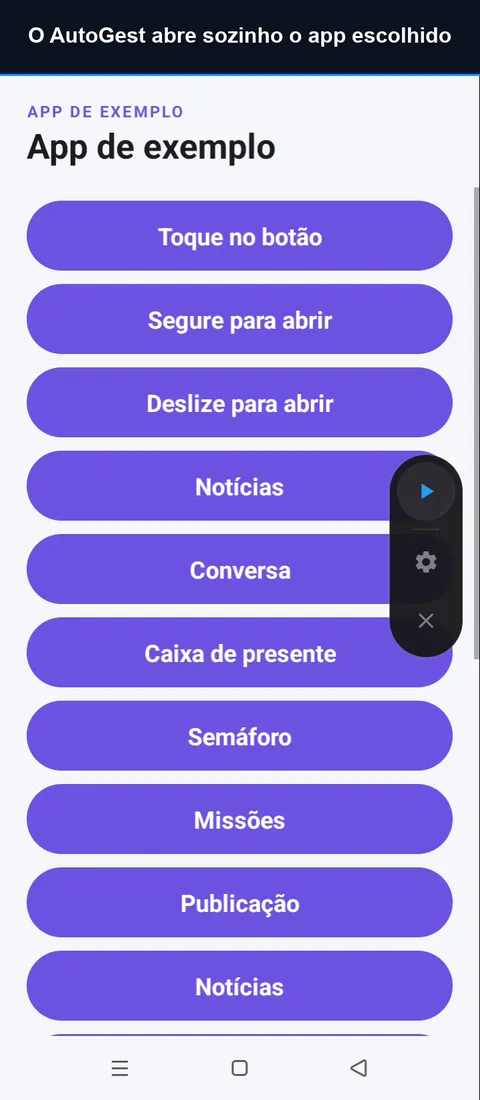 O AutoGest abre sozinho o app escolhido
APP DE EXEMPLO
App de exemplo
Toque no botão
Segure para abrir
Deslize para abrir
Notícias
Conversa
Caixa de presente
Semáforo
Missões
Publicação
Notícias